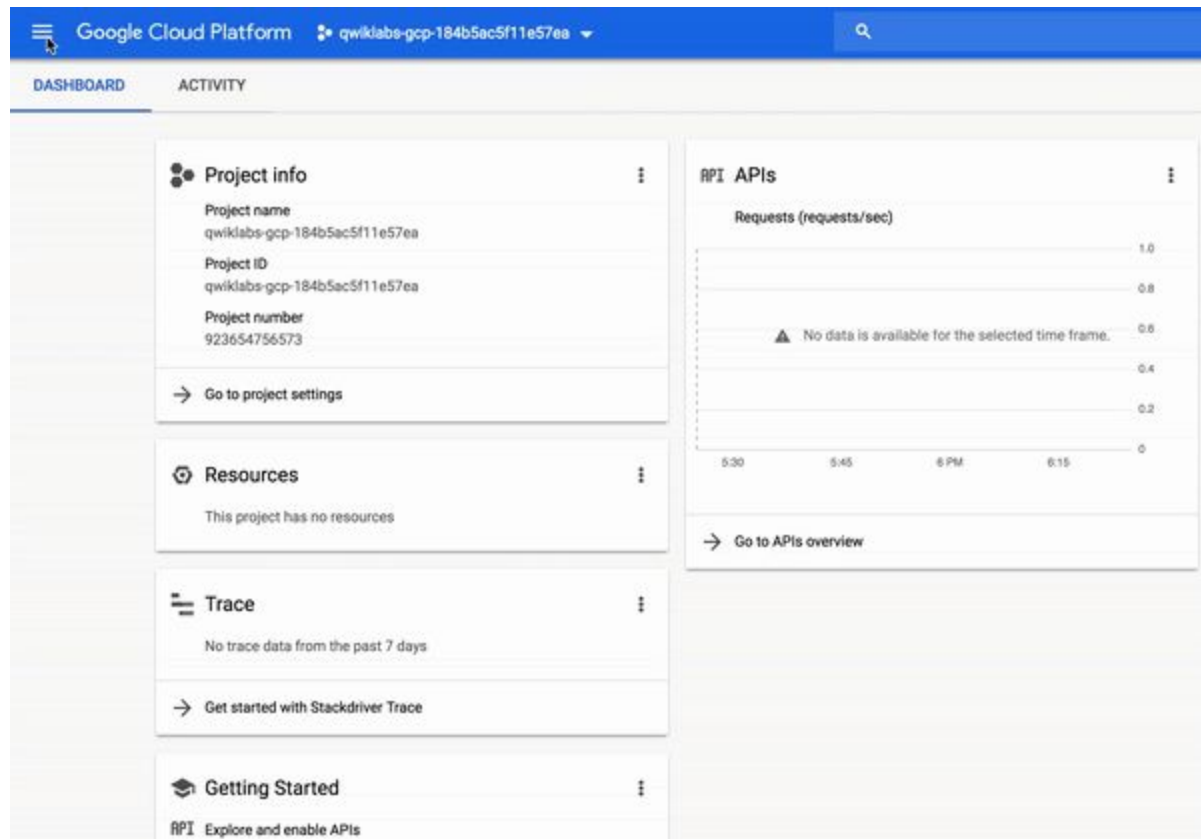 Google Cloud Platform qwiklabs-gcp-184b5ac5f11e57ea
DASHBOARD ACTIVITY
Project info
Project name
qwiklabs-gcp-184b5ac5f11e57ea
Project ID
qwiklabs-gcp-184b5ac5f11e57ea
Project number
923654756573
Go to project settings
Resources
This project has no resources
Trace
No trace data from the past 7 days
Get started with Stackdriver Trace
Getting Started
API Explore and enable APIs
API APIs
Requests (requests/sec)
1.0
0.8
No data is available for the selected time frame.
0.6
0.4
0.2
0
5:30 5:45 6 PM 6:15
Go to APIs overview